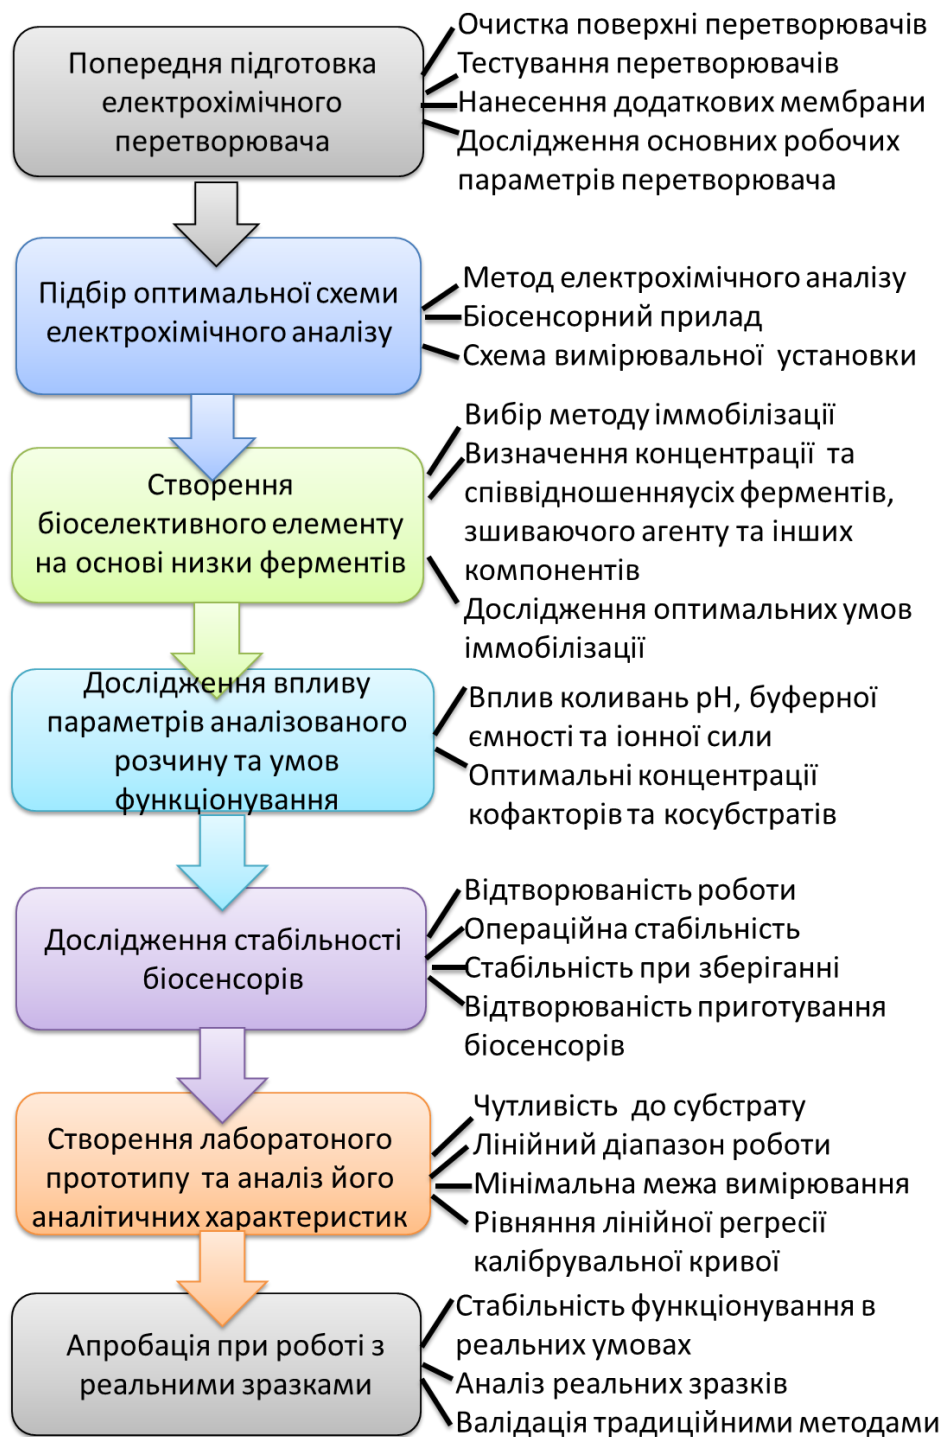 Попередня підготовка
електрохімічного
перетворювача
Очистка поверхні перетворювачів
Тестування перетворювачів
Нанесення додаткових мембрани
Дослідження основних робочих
параметрів перетворювача
Підбір оптимальної схеми
електрохімічного аналізу
Метод електрохімічного аналізу
Біосенсорний прилад
Схема вимірювальної установки
Створення
біоселективного елементу
на основі низки ферментів
Вибір методу іммобілізації
Визначення концентрації та
співвідношенняусіх ферментів,
зшиваючого агенту та інших
компонентів
Дослідження оптимальних умов
іммобілізації
Дослідження впливу
параметрів аналізованого
розчину та умов
функціонування
Вплив коливань pH, буферної
ємності та іонної сили
Оптимальні концентрації
кофакторів та косубстратів
Дослідження стабільності
біосенсорів
Відтворюваність роботи
Операційна стабільність
Стабільність при зберіганні
Відтворюваність приготування
біосенсорів
Створення лаборатоного
прототипу та аналіз його
аналітичних характеристик
Чутливість до субстрату
Лінійний діапазон роботи
Мінімальна межа вимірювання
Рівняння лінійної регресії
калібрувальної кривої
Апробація при роботі з
реальними зразками
Стабільність функціонування в
реальних умовах
Аналіз реальних зразків
Валідація традиційними методами